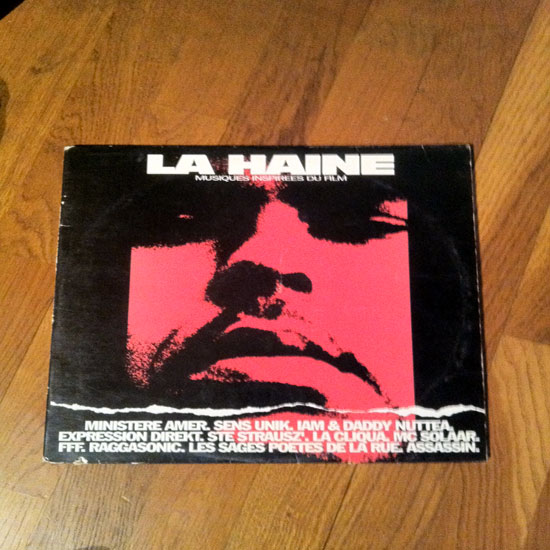 LA HAINE
MUSIQUES INSPIREES DU FILM
MINISTERE AMER. SENS UNIK. IAM & DADDY NUTTEA.
EXPRESSION DIREKT. STE STRAUSZ'. LA CLIQUA. MC SOLAAR.
FFF. RAGGASONIC. LES SAGES POETES DE LA RUE. ASSASSIN.